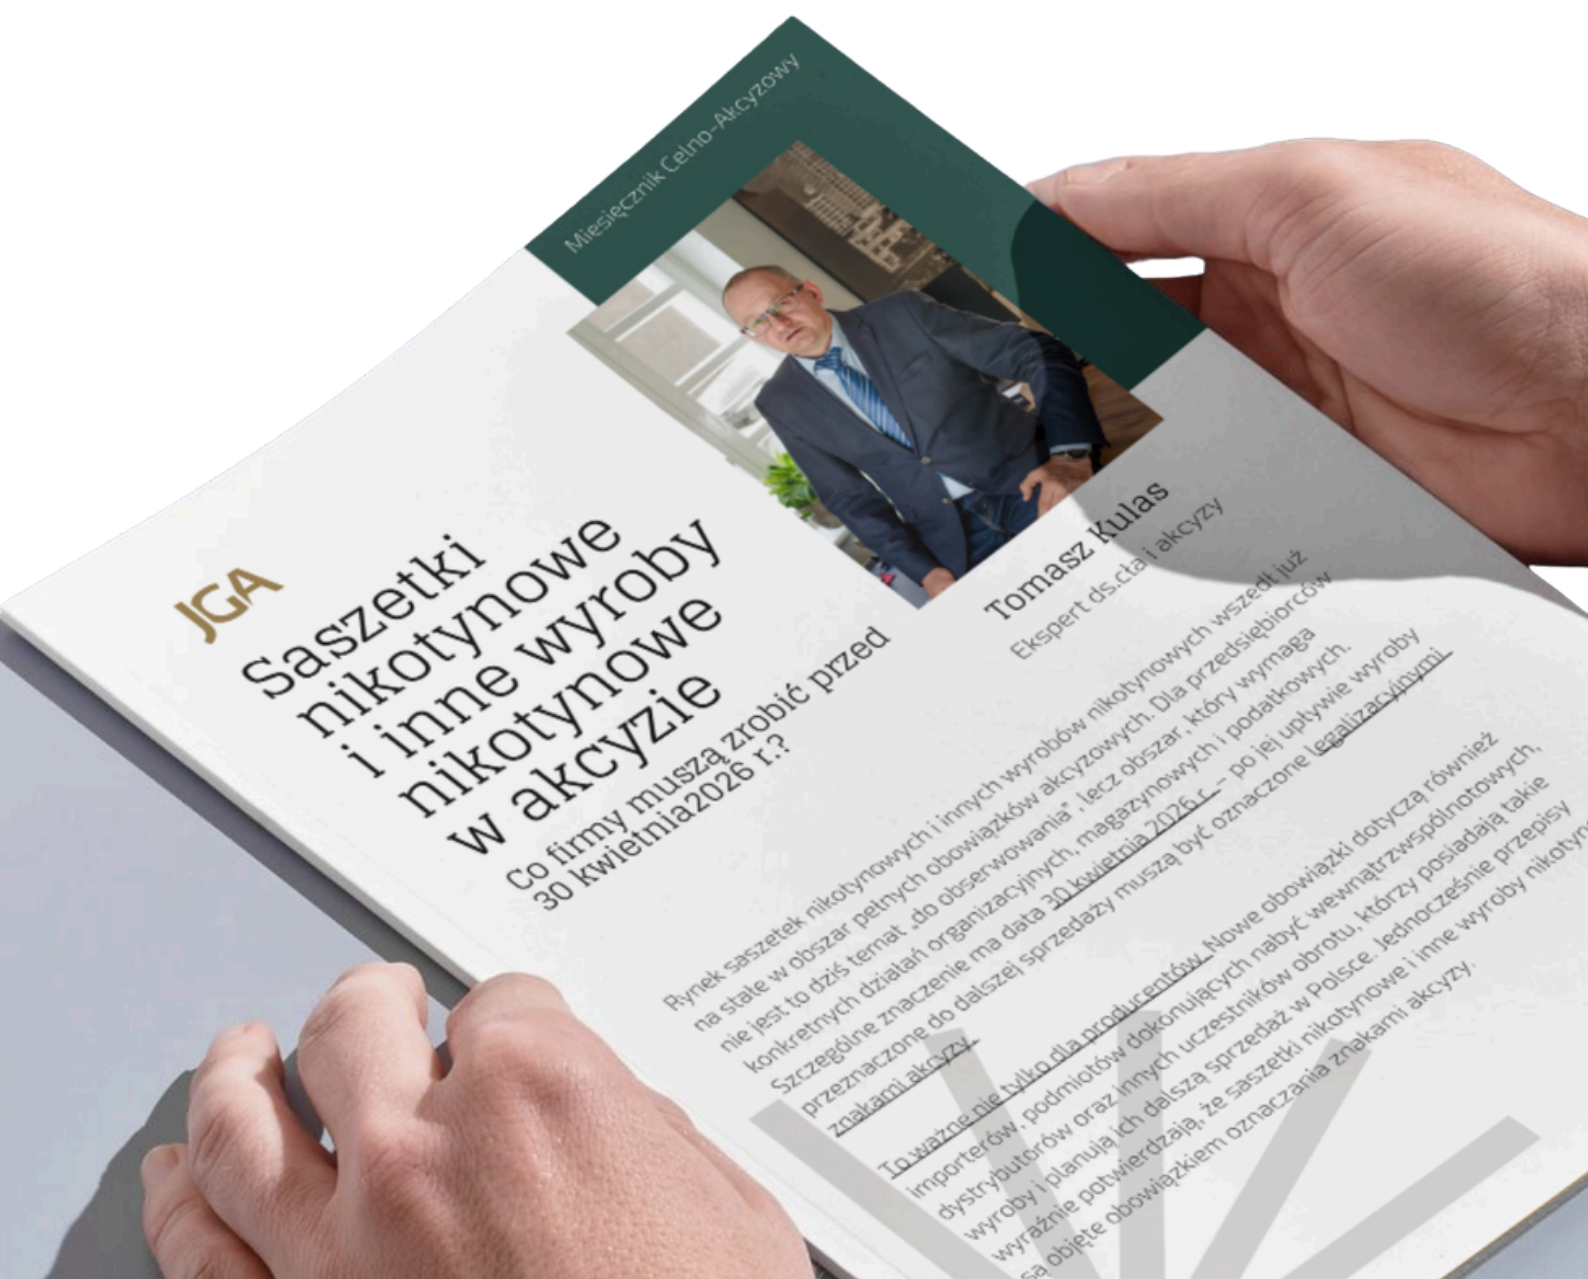 Miesięcznik Celno-Akcyzowy
JGA
Saszetki
nikotynowe
i inne wyroby
nikotynowe
w akcyzie
Co firmy muszą zrobić przed
30 kwietnia2026 r.?
Tomasz Kulas
Ekspert ds.cła i akcyzy
Rynek saszetek nikotynowych i innych wyrobów nikotynowych wszedł już
na stałe w obszar pełnych obowiązków akcyzowych. Dla przedsiębiorców
nie jest to dziś temat „do obserwowania", lecz obszar, który wymaga
konkretnych działań organizacyjnych, magazynowych i podatkowych.
Szczególne znaczenie ma data 30 kwietnia 2026 r. – po jej upływie wyroby
przeznaczone do dalszej sprzedaży muszą być oznaczone legalizacyjnymi
znakami akcyzy.
To ważne nie tylko dla producentów. Nowe obowiązki dotyczą również
importerów, podmiotów dokonujących nabyć wewnątrzwspólnotowych,
dystrybutorów oraz innych uczestników obrotu, którzy posiadają takie
wyroby i planują ich dalszą sprzedaż w Polsce. Jednocześnie przepisy
wyraźnie potwierdzają, że saszetki nikotynowe i inne wyroby
są objęte obowiązkiem oznaczania znakami akcyzy.